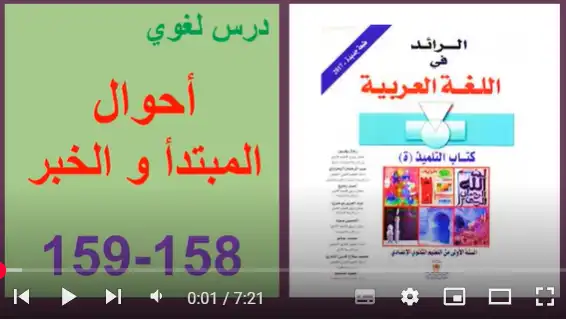 درس لغوي
أحوال
المبتدأ و الخبر
159-158
طبعة جديدة، 2017
الـرائـد
في
اللغة العربية
كتاب التلميذ (ة)
السنة الأولى من التعليم الثانوي الإعدادي
0:01 / 7:21